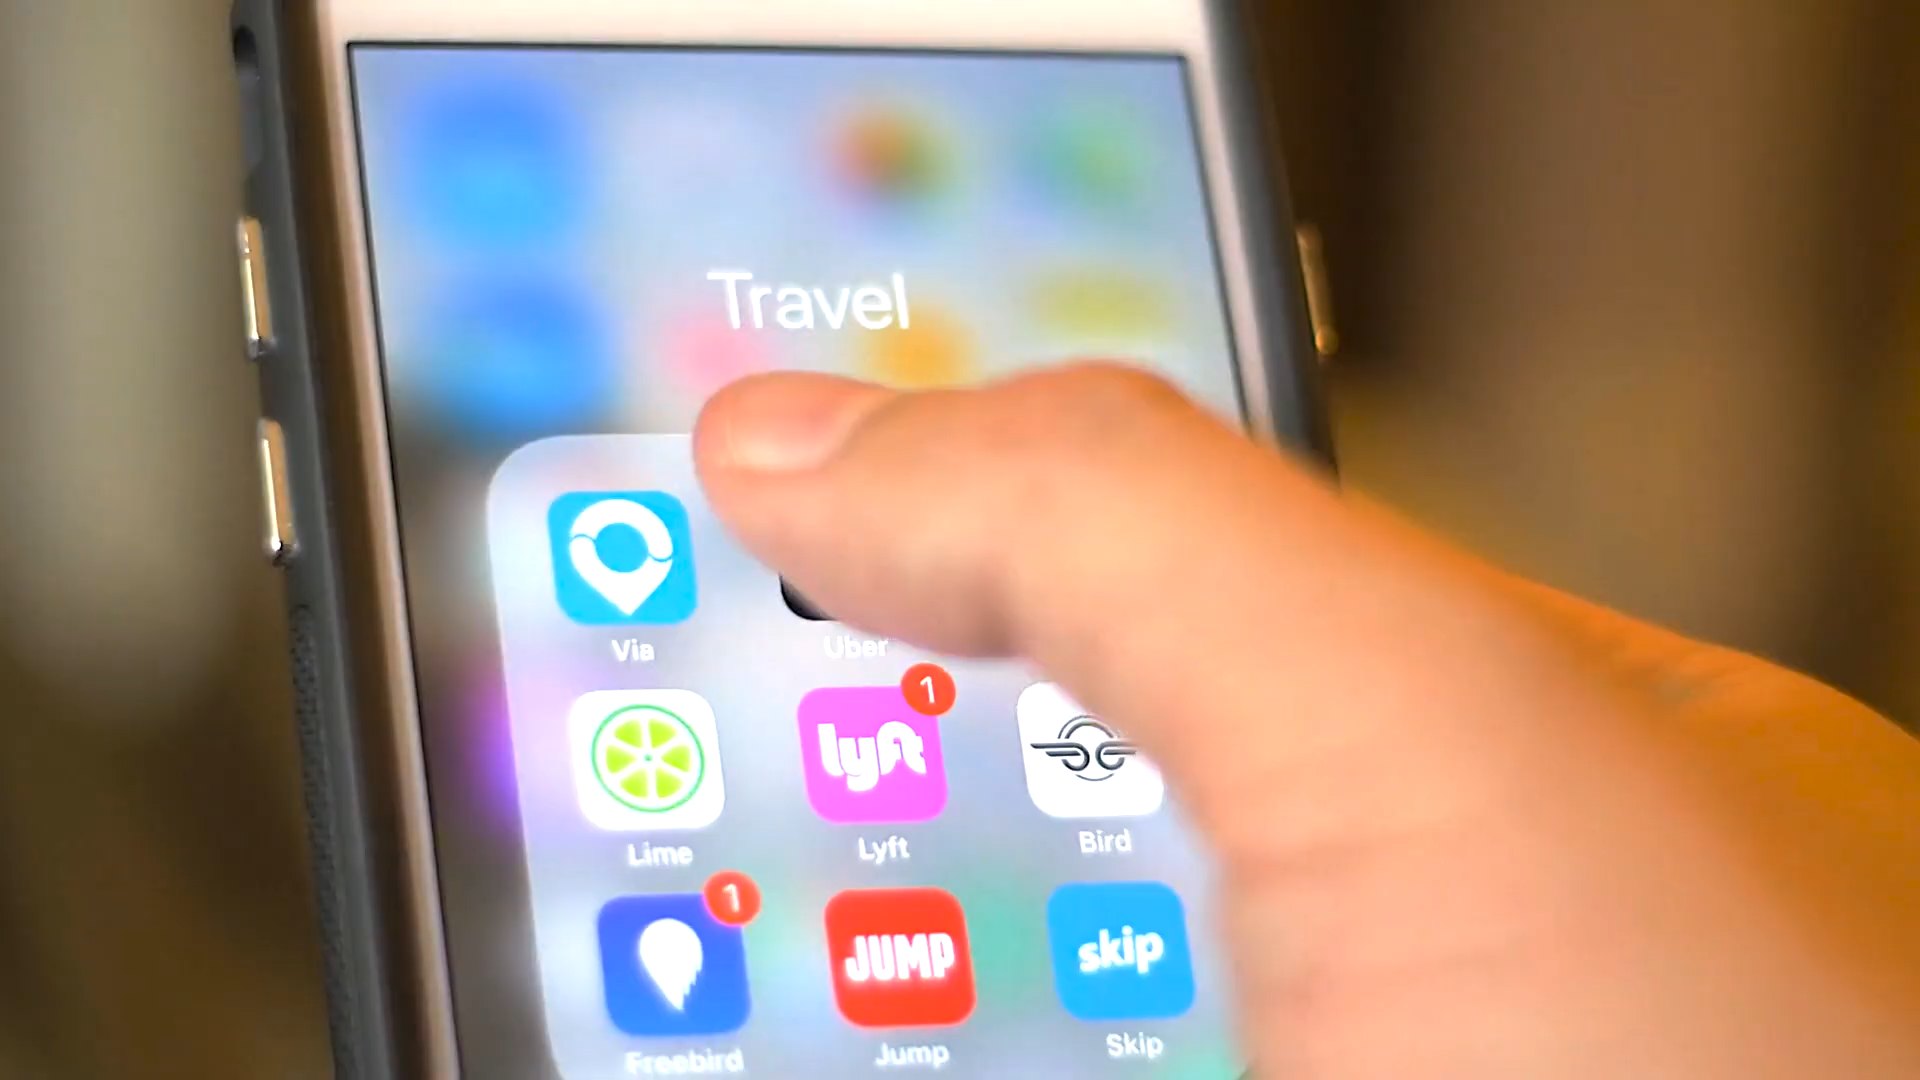 Travel
Via
Uber
1
lyft
Lime
Lyft
Bird
1
JUMP
skip
Freebird
Jump
Skip